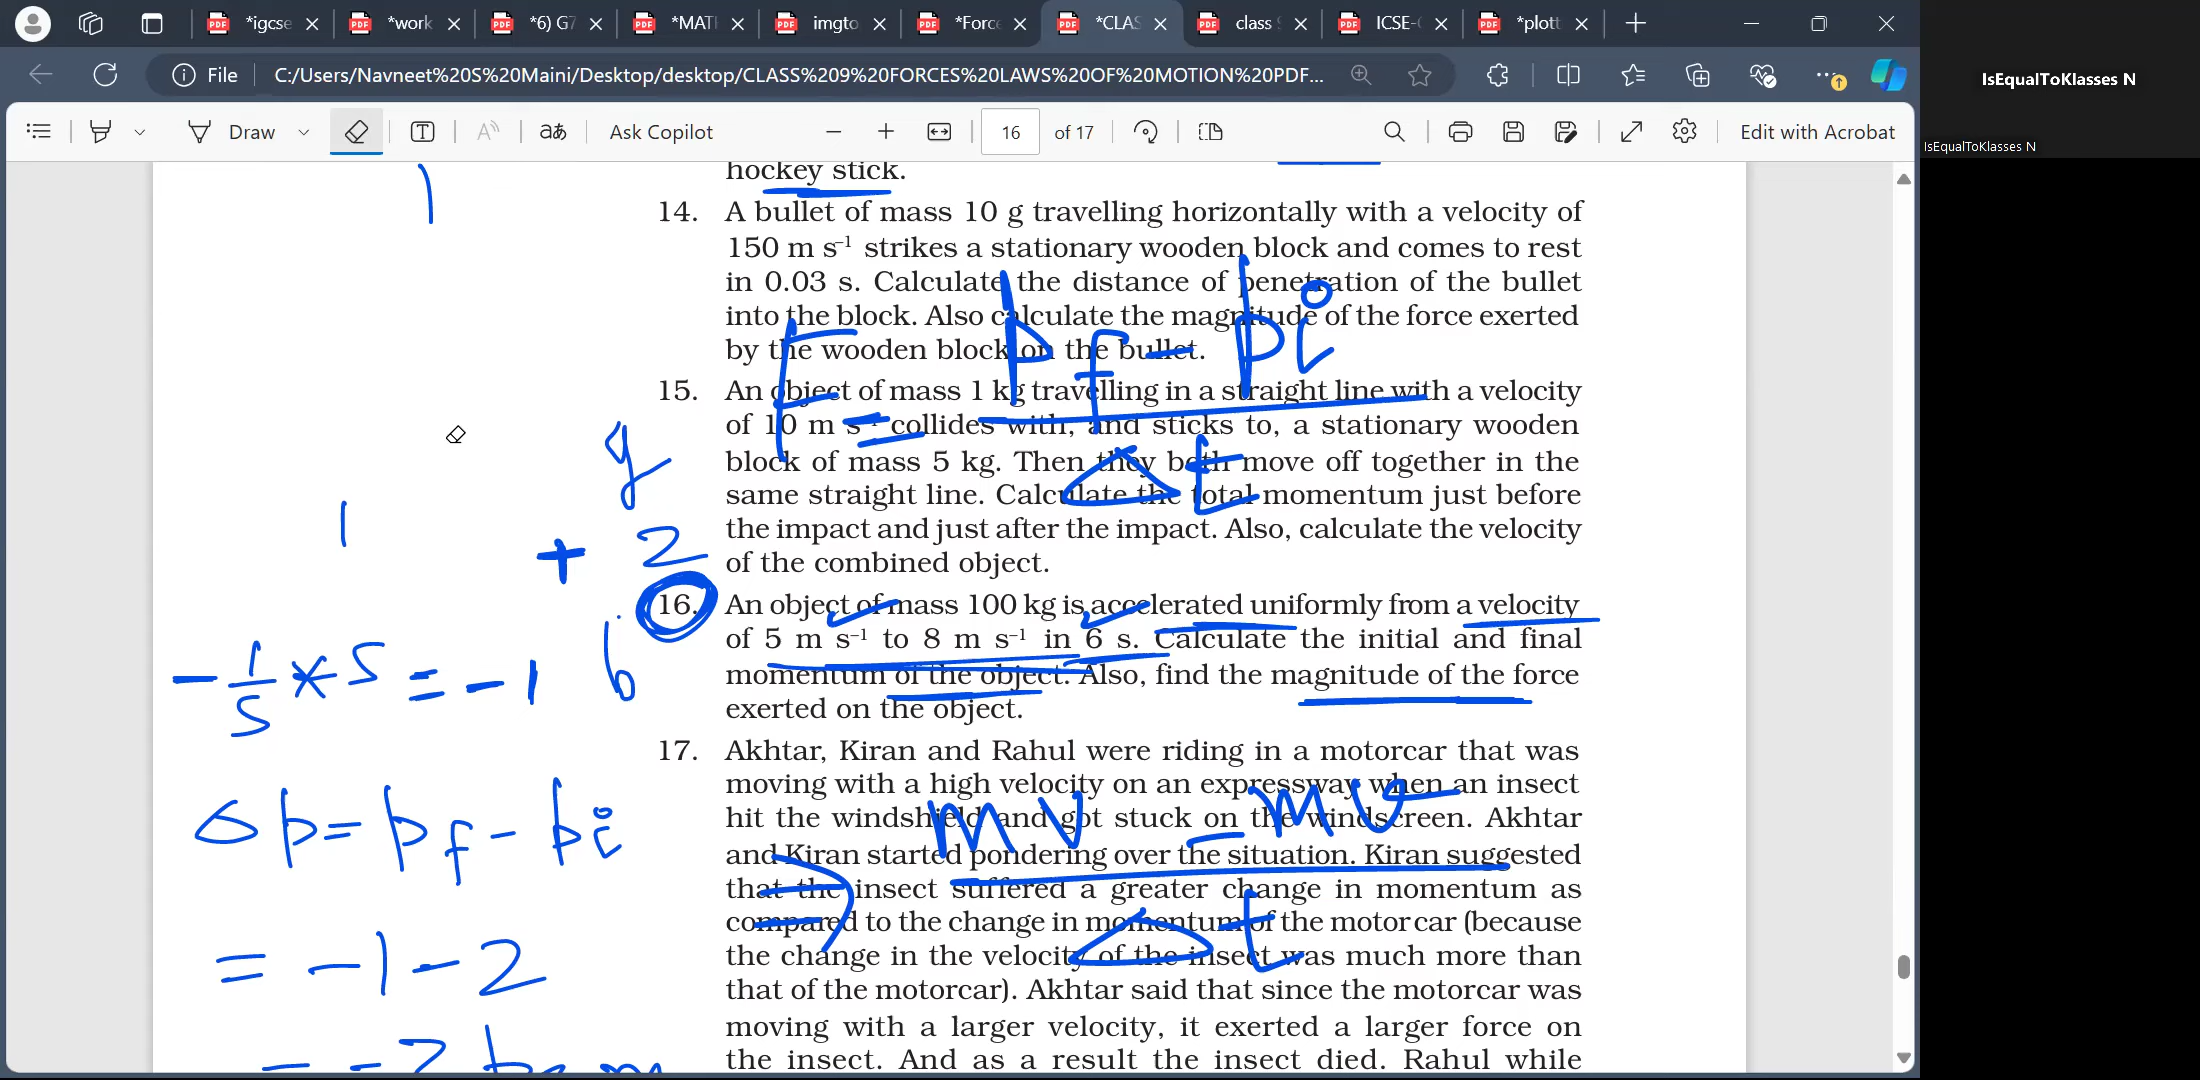 *igcse
*work
*6) G7
*MATI
imgto
*Force
*CLAS
class S
ICSE-C
*plott
File C:/Users/Navneet%20S%20Maini/Desktop/desktop/CLASS%209%20FORCES%20LAWS%20OF%20MOTION%20PDF...
Draw
aあ
Ask Copilot
16 of 17
Edit with Acrobat
IsEqualToKlasses N
IsEqualToKlasses N
hockey stick.
14. A bullet of mass 10 g travelling horizontally with a velocity of
150 m s⁻¹ strikes a stationary wooden block and comes to rest
in 0.03 s. Calculate the distance of penetration of the bullet
into the block. Also calculate the magnitude of the force exerted
by the wooden block on the bullet.
15. An object of mass 1 kg travelling in a straight line with a velocity
of 10 m s⁻¹ collides with, and sticks to, a stationary wooden
block of mass 5 kg. Then they both move off together in the
same straight line. Calculate the total momentum just before
the impact and just after the impact. Also, calculate the velocity
of the combined object.
16. An object of mass 100 kg is accelerated uniformly from a velocity
of 5 m s⁻¹ to 8 m s⁻¹ in 6 s. Calculate the initial and final
momentum of the object. Also, find the magnitude of the force
exerted on the object.
17. Akhtar, Kiran and Rahul were riding in a motorcar that was
moving with a high velocity on an expressway when an insect
hit the windshield and got stuck on the windscreen. Akhtar
and Kiran started pondering over the situation. Kiran suggested
that the insect suffered a greater change in momentum as
compared to the change in momentum of the motorcar (because
the change in the velocity of the insect was much more than
that of the motorcar). Akhtar said that since the motorcar was
moving with a larger velocity, it exerted a larger force on
the insect. And as a result the insect died. Rahul while
F = pf - pi
Δt
1
1
+ 2
- 1/5 * 5 = -1
Δp = pf - pi
= -1 - 2
mv - mu
Δt